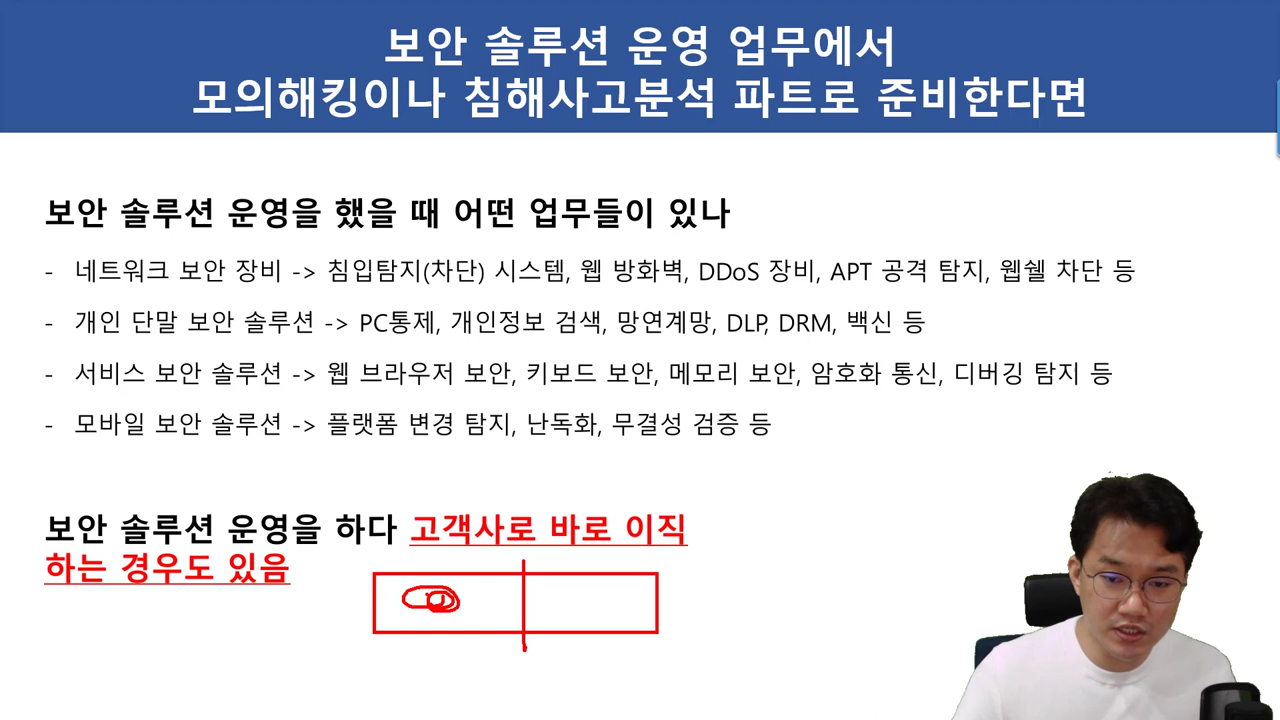 보안 솔루션 운영 업무에서
모의해킹이나 침해사고분석 파트로 준비한다면
보안 솔루션 운영을 했을 때 어떤 업무들이 있나
- 네트워크 보안 장비 -> 침입탐지(차단) 시스템, 웹 방화벽, DDoS 장비, APT 공격 탐지, 웹쉘 차단 등
- 개인 단말 보안 솔루션 -> PC통제, 개인정보 검색, 망연계망, DLP, DRM, 백신 등
- 서비스 보안 솔루션 -> 웹 브라우저 보안, 키보드 보안, 메모리 보안, 암호화 통신, 디버깅 탐지 등
- 모바일 보안 솔루션 -> 플랫폼 변경 탐지, 난독화, 무결성 검증 등
보안 솔루션 운영을 하다 고객사로 바로 이직
하는 경우도 있음